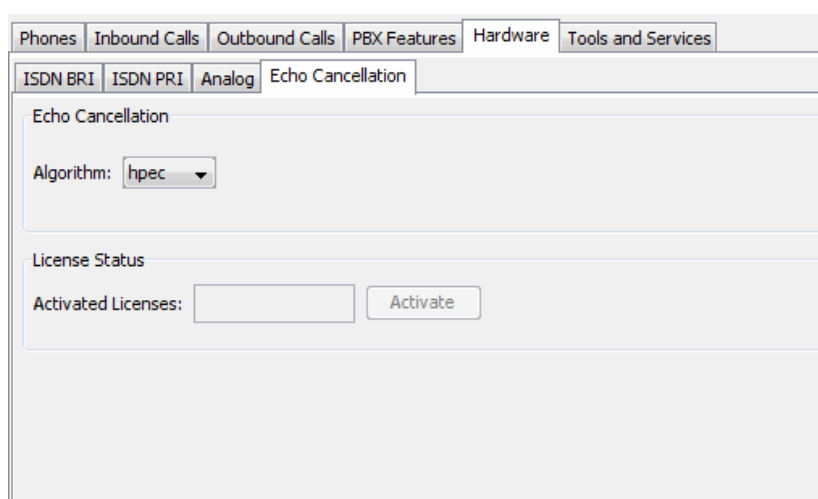 Phones Inbound Calls Outbound Calls PBX Features Hardware Tools and Services
ISDN BRI ISDN PRI Analog Echo Cancellation
Echo Cancellation
Algorithm: hpec
License Status
Activated Licenses: Activate